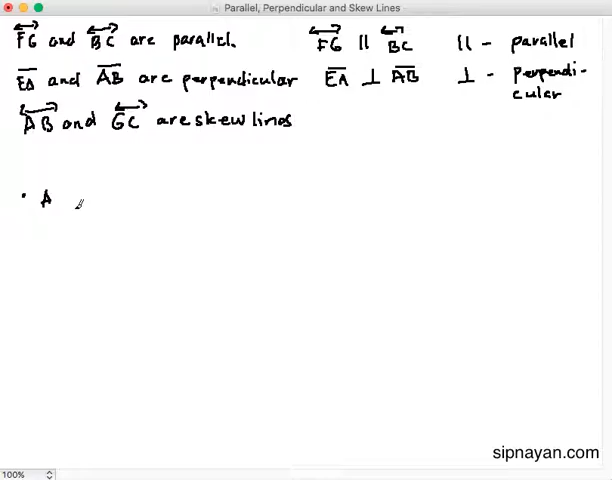 Parallel, Perpendicular and Skew Lines
FG and BC are parallel. FG || BC || - parallel
EA and AB are perpendicular EA ⊥ AB ⊥ - perpendi-
cular
AB and GC are skew lines
· A
sipnayan.com
100%